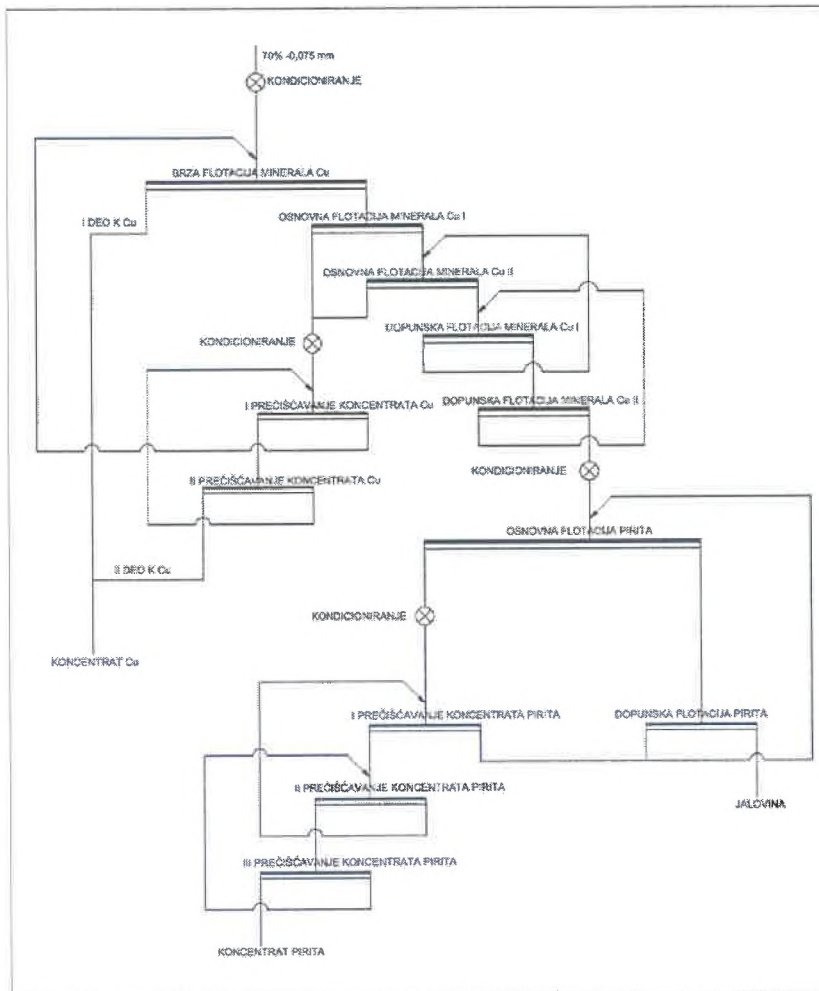 70% -0,075 mm
KONDICIONIRANJE
BRZA FLOTACIJA MINERALA Cu
I DEO K Cu
OSNOVNA FLOTACIJA MINERALA Cu I
OSNOVNA FLOTACIJA MINERALA Cu II
DOPUNSKA FLOTACIJA MINERALA Cu I
KONDICIONIRANJE
I PREČIŠĆAVANJE KONCENTRATA Cu
DOPUNSKA FLOTACIJA MINERALA Cu II
KONDICIONIRANJE
II PREČIŠĆAVANJE KONCENTRATA Cu
OSNOVNA FLOTACIJA PIRITA
II DEO K Cu
KONDICIONIRANJE
KONCENTRAT Cu
I PREČIŠĆAVANJE KONCENTRATA PIRITA
DOPUNSKA FLOTACIJA PIRITA
II PREČIŠĆAVANJE KONCENTRATA PIRITA
JALOVINA
III PREČIŠĆAVANJE KONCENTRATA PIRITA
KONCENTRAT PIRITA